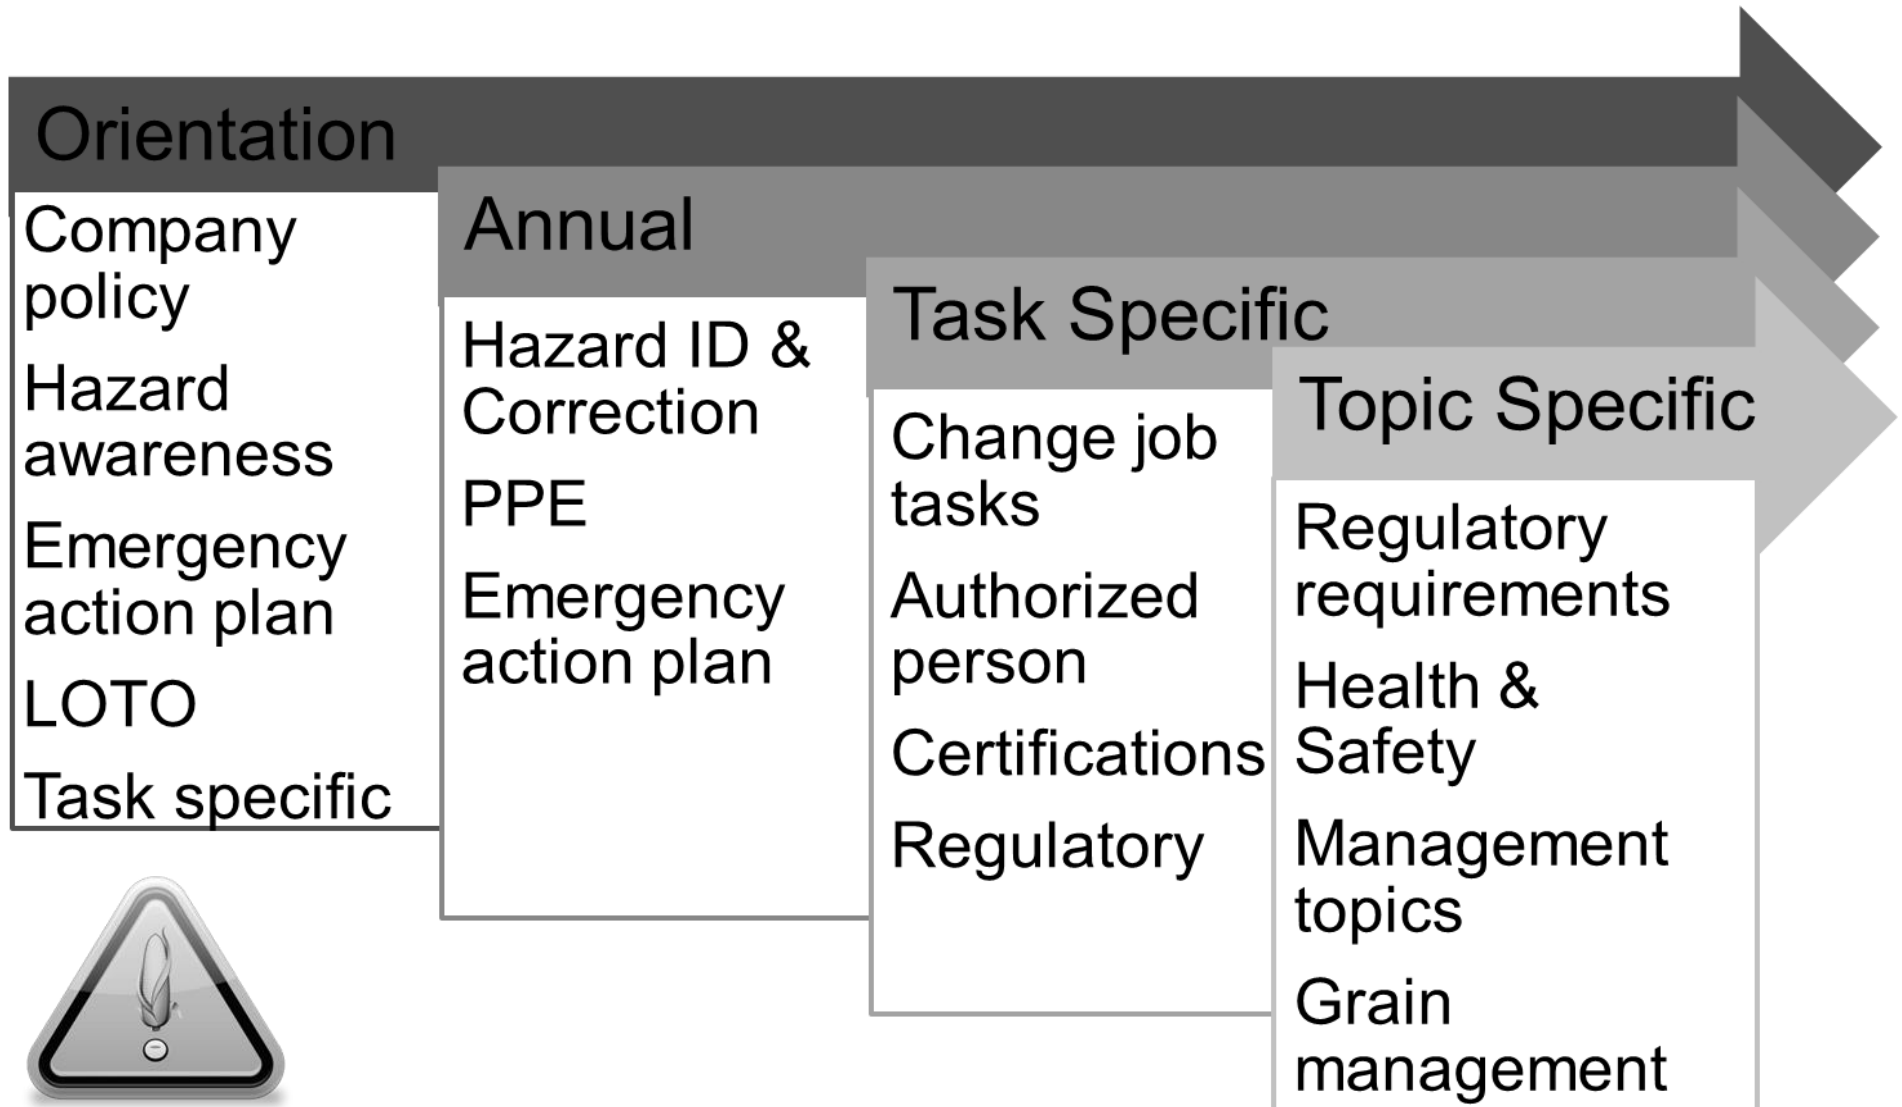 Orientation
Company
policy
Hazard
awareness
Emergency
action plan
LOTO
Task specific
Annual
Hazard ID &
Correction
PPE
Emergency
action plan
Task Specific
Change job
tasks
Authorized
person
Certifications
Regulatory
Topic Specific
Regulatory
requirements
Health &
Safety
Management
topics
Grain
management